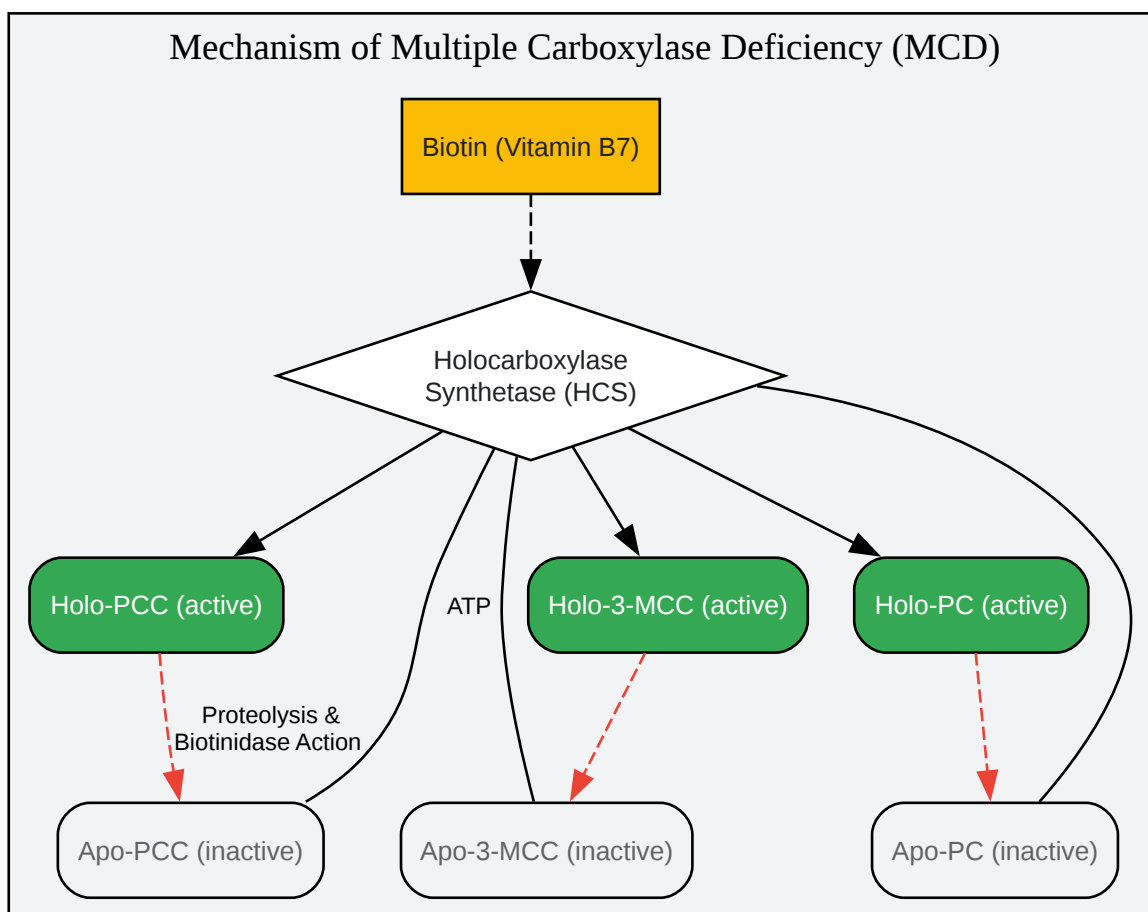 Mechanism of Multiple Carboxylase Deficiency (MCD)
Biotin (Vitamin B7)
Holocarboxylase
Synthetase (HCS)
Holo-PCC (active)
ATP
Holo-3-MCC (active)
Holo-PC (active)
Proteolysis &
Biotinidase Action
Apo-PCC (inactive)
Apo-3-MCC (inactive)
Apo-PC (inactive)